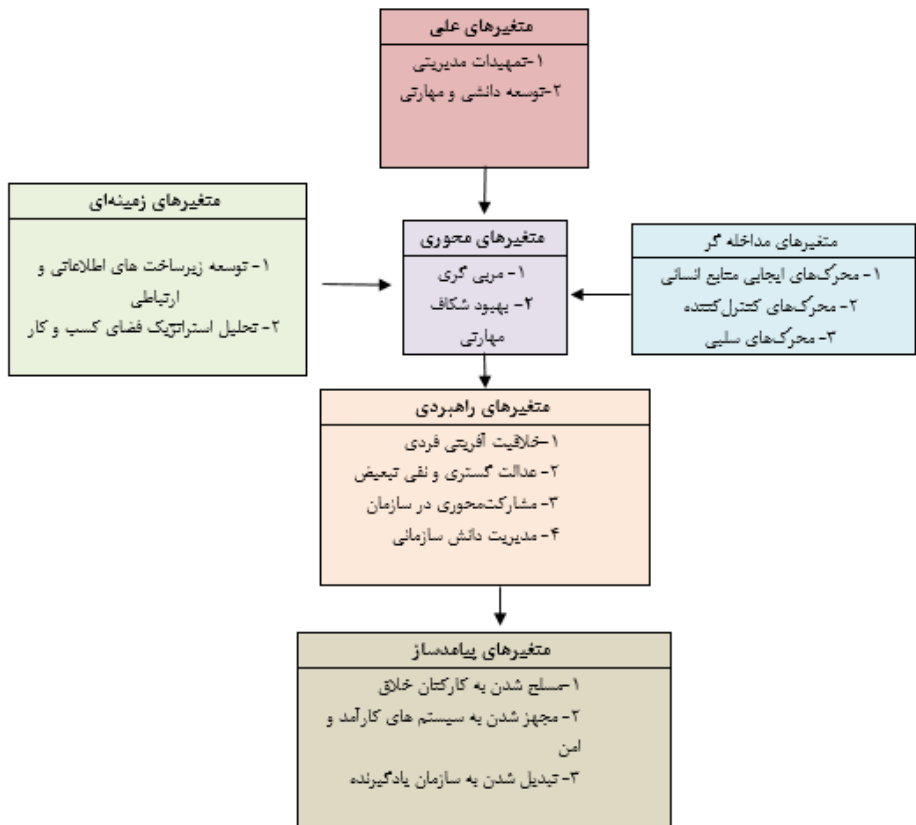 متغیرهای علی
۱-تمهیدات مدیریتی
۲-توسعه دانشی و مهارتی
متغیرهای زمینه‌ای
۱- توسعه زیرساخت های اطلاعاتی و
ارتباطی
۲- تحلیل استراتژیک فضای کسب و کار
متغیرهای محوری
۱- مربی گری
۲- بهبود شکاف
مهارتی
متغیرهای مداخله گر
۱- محرک‌های ایجابی منابع انسانی
۲- محرک‌های کنترل‌کننده
۳- محرک‌های سلبی
متغیرهای راهبردی
۱-خلاقیت آفرینی فردی
۲- عدالت گستری و نفی تبعیض
۳- مشارکت‌محوری در سازمان
۴- مدیریت دانش سازمانی
متغیرهای پیامدساز
۱-مسلح شدن به کارکنان خلاق
۲- مجهز شدن به سیستم های کارآمد و
امن
۳- تبدیل شدن به سازمان یادگیرنده